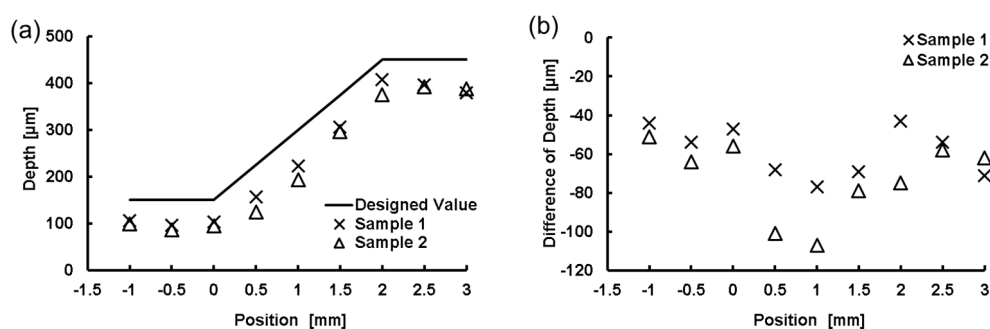 (a)
500
400
300
200
100
0
Depth [µm]
-1.5 -1 -0.5 0 0.5 1 1.5 2 2.5 3
Position [mm]
Designed Value
Sample 1
Sample 2
(b)
0
-20
-40
-60
-80
-100
-120
Difference of Depth [µm]
-1.5 -1 -0.5 0 0.5 1 1.5 2 2.5 3
Position [mm]
Sample 1
Sample 2